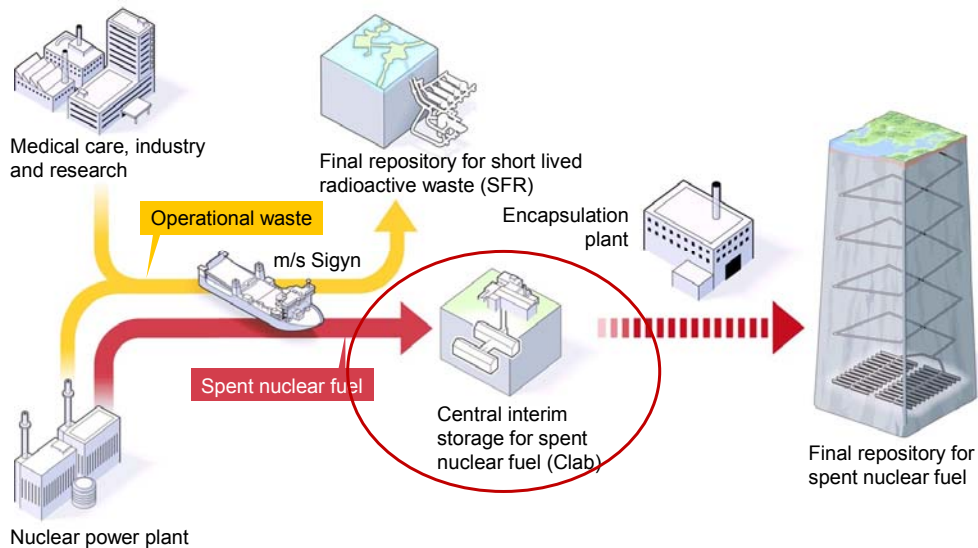 Medical care, industry
and research
Final repository for short lived
radioactive waste (SFR)
Operational waste
Encapsulation
plant
m/s Sigyn
Spent nuclear fuel
Central interim
storage for spent
nuclear fuel (Clab)
Final repository for
spent nuclear fuel
Nuclear power plant